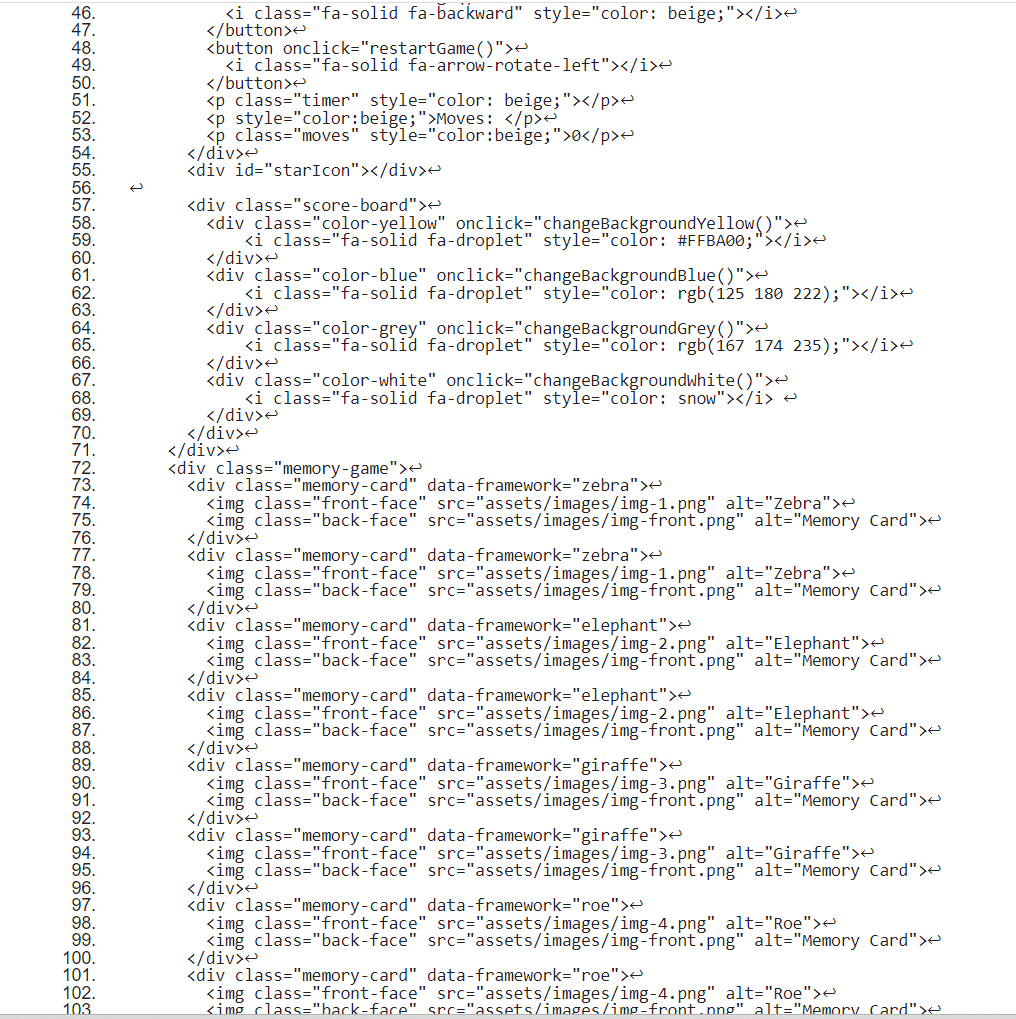 46. <i class="fa-solid fa-backward" style="color: beige;"></i>↩
47. </button>↩
48. <button onclick="restartGame()">↩
49. <i class="fa-solid fa-arrow-rotate-left"></i>↩
50. </button>↩
51. <p class="timer" style="color: beige;"></p>↩
52. <p style="color:beige;">Moves: </p>↩
53. <p class="moves" style="color:beige;">0</p>↩
54. </div>↩
55. <div id="starIcon"></div>↩
56. ↩
57. <div class="score-board">↩
58. <div class="color-yellow" onclick="changeBackgroundYellow()">↩
59. <i class="fa-solid fa-droplet" style="color: #FFBA00;"></i>↩
60. </div>↩
61. <div class="color-blue" onclick="changeBackgroundBlue()">↩
62. <i class="fa-solid fa-droplet" style="color: rgb(125 180 222);"></i>↩
63. </div>↩
64. <div class="color-grey" onclick="changeBackgroundGrey()">↩
65. <i class="fa-solid fa-droplet" style="color: rgb(167 174 235);"></i>↩
66. </div>↩
67. <div class="color-white" onclick="changeBackgroundWhite()">↩
68. <i class="fa-solid fa-droplet" style="color: snow"></i> ↩
69. </div>↩
70. </div>↩
71. </div>↩
72. <div class="memory-game">↩
73. <div class="memory-card" data-framework="zebra">↩
74. <img class="front-face" src="assets/images/img-1.png" alt="Zebra">↩
75. <img class="back-face" src="assets/images/img-front.png" alt="Memory Card">↩
76. </div>↩
77. <div class="memory-card" data-framework="zebra">↩
78. <img class="front-face" src="assets/images/img-1.png" alt="Zebra">↩
79. <img class="back-face" src="assets/images/img-front.png" alt="Memory Card">↩
80. </div>↩
81. <div class="memory-card" data-framework="elephant">↩
82. <img class="front-face" src="assets/images/img-2.png" alt="Elephant">↩
83. <img class="back-face" src="assets/images/img-front.png" alt="Memory Card">↩
84. </div>↩
85. <div class="memory-card" data-framework="elephant">↩
86. <img class="front-face" src="assets/images/img-2.png" alt="Elephant">↩
87. <img class="back-face" src="assets/images/img-front.png" alt="Memory Card">↩
88. </div>↩
89. <div class="memory-card" data-framework="giraffe">↩
90. <img class="front-face" src="assets/images/img-3.png" alt="Giraffe">↩
91. <img class="back-face" src="assets/images/img-front.png" alt="Memory Card">↩
92. </div>↩
93. <div class="memory-card" data-framework="giraffe">↩
94. <img class="front-face" src="assets/images/img-3.png" alt="Giraffe">↩
95. <img class="back-face" src="assets/images/img-front.png" alt="Memory Card">↩
96. </div>↩
97. <div class="memory-card" data-framework="roe">↩
98. <img class="front-face" src="assets/images/img-4.png" alt="Roe">↩
99. <img class="back-face" src="assets/images/img-front.png" alt="Memory Card">↩
100. </div>↩
101. <div class="memory-card" data-framework="roe">↩
102. <img class="front-face" src="assets/images/img-4.png" alt="Roe">↩
103. <img class="back-face" src="assets/images/img-front.png" alt="Memory Card">↩